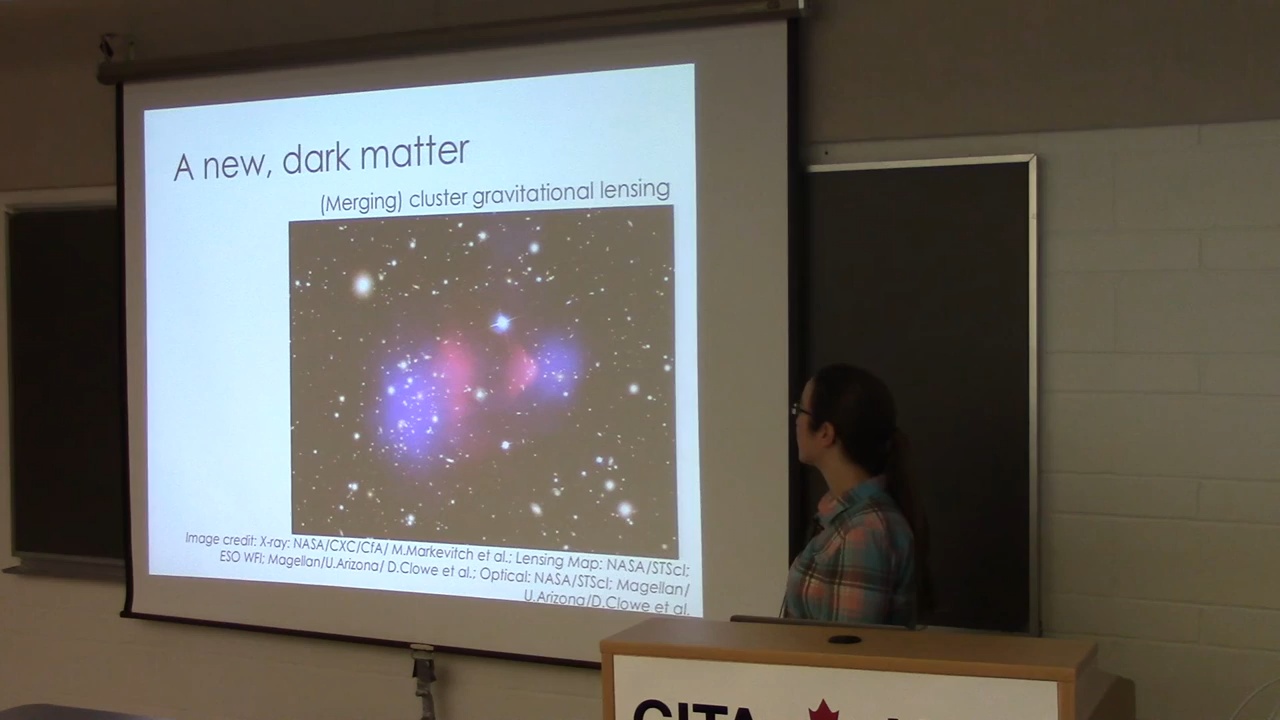 A new, dark matter
(Merging) cluster gravitational lensing
Image credit: X-ray: NASA/CXC/CfA/ M.Markevitch et al.; Lensing Map: NASA/STScI;
ESO WFI; Magellan/U.Arizona/ D.Clowe et al.; Optical: NASA/STScI; Magellan/
U.Arizona/D.Clowe et al.
CITA